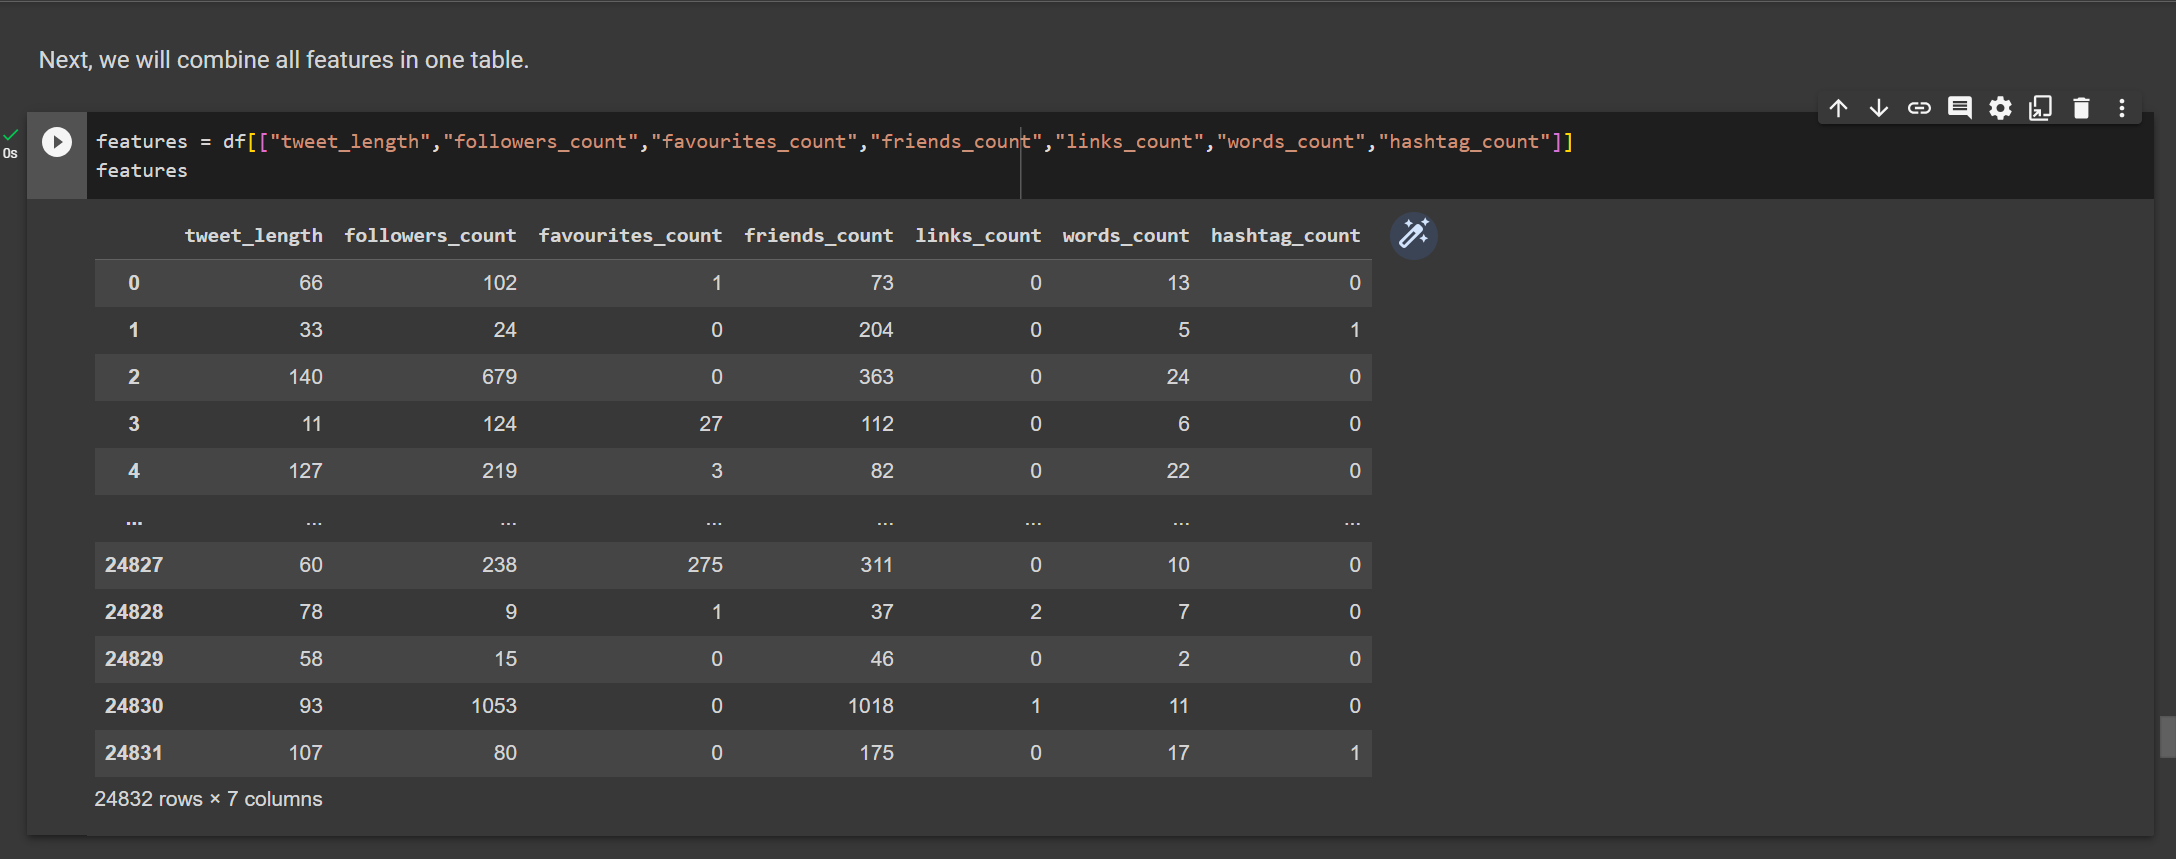 Next, we will combine all features in one table.
0s
features = df[["tweet_length","followers_count","favourites_count","friends_count","links_count","words_count","hashtag_count"]]
features
tweet_length followers_count favourites_count friends_count links_count words_count hashtag_count
0 66 102 1 73 0 13 0
1 33 24 0 204 0 5 1
2 140 679 0 363 0 24 0
3 11 124 27 112 0 6 0
4 127 219 3 82 0 22 0
... ... ... ... ... ... ... ...
24827 60 238 275 311 0 10 0
24828 78 9 1 37 2 7 0
24829 58 15 0 46 0 2 0
24830 93 1053 0 1018 1 11 0
24831 107 80 0 175 0 17 1
24832 rows × 7 columns